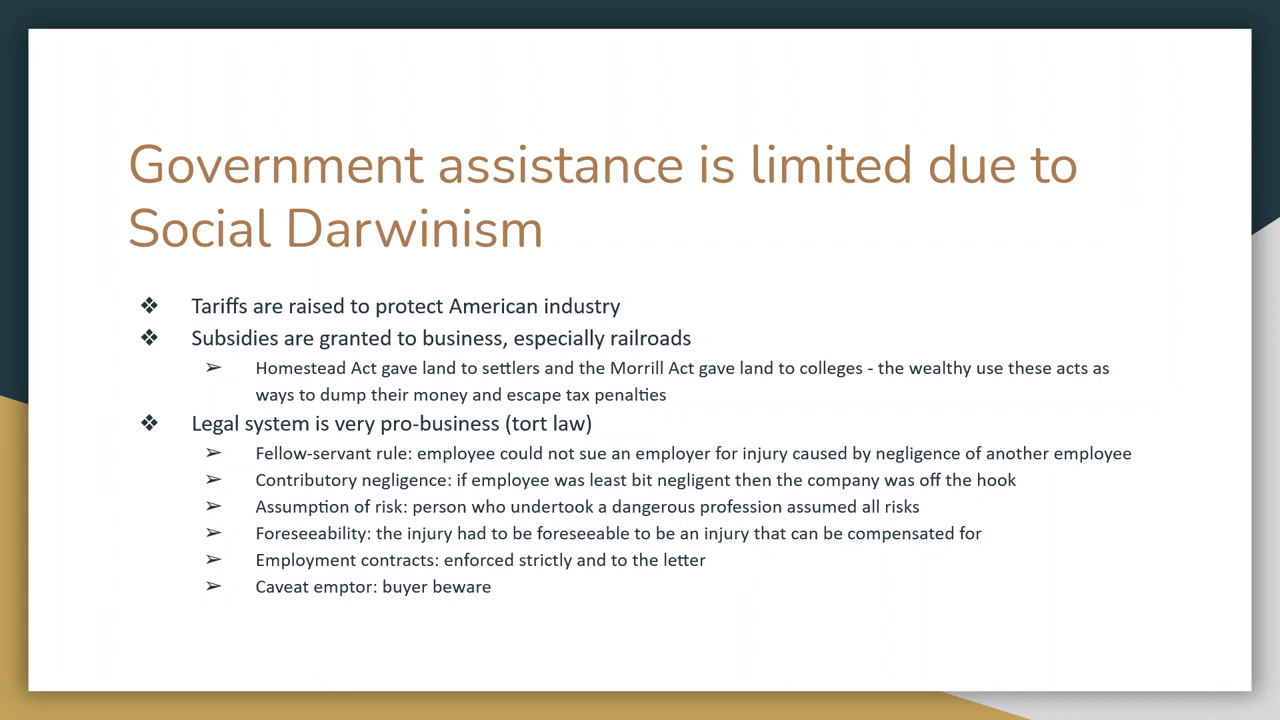 Government assistance is limited due to
Social Darwinism
❖ Tariffs are raised to protect American industry
❖ Subsidies are granted to business, especially railroads
➢ Homestead Act gave land to settlers and the Morrill Act gave land to colleges - the wealthy use these acts as
ways to dump their money and escape tax penalties
❖ Legal system is very pro-business (tort law)
➢ Fellow-servant rule: employee could not sue an employer for injury caused by negligence of another employee
➢ Contributory negligence: if employee was least bit negligent then the company was off the hook
➢ Assumption of risk: person who undertook a dangerous profession assumed all risks
➢ Foreseeability: the injury had to be foreseeable to be an injury that can be compensated for
➢ Employment contracts: enforced strictly and to the letter
➢ Caveat emptor: buyer beware